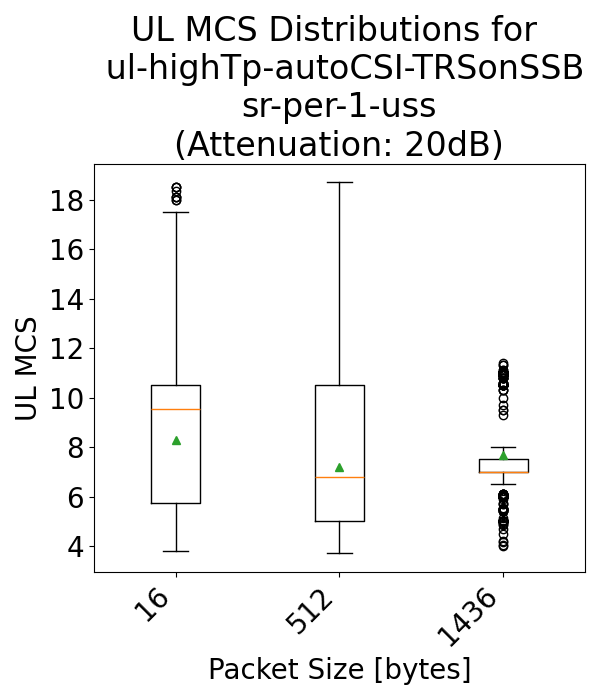 UL MCS Distributions for
ul-highTp-autoCSI-TRSonSSB
sr-per-1-uss
(Attenuation: 20dB)
18
16
14
12
10
8
6
4
UL MCS
16
512
1436
Packet Size [bytes]